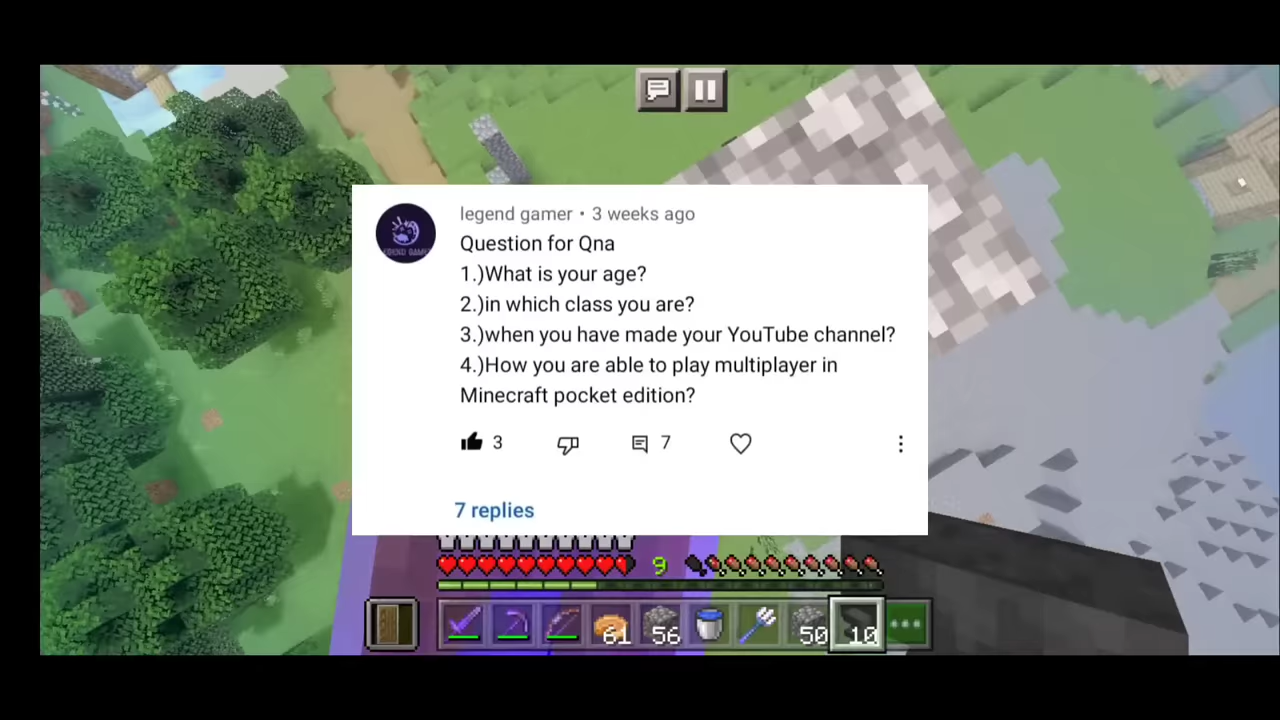 legend gamer • 3 weeks ago
Question for Qna
1.)What is your age?
2.)in which class you are?
3.)when you have made your YouTube channel?
4.)How you are able to play multiplayer in
Minecraft pocket edition?
3
7
7 replies
9
61
56
50
10